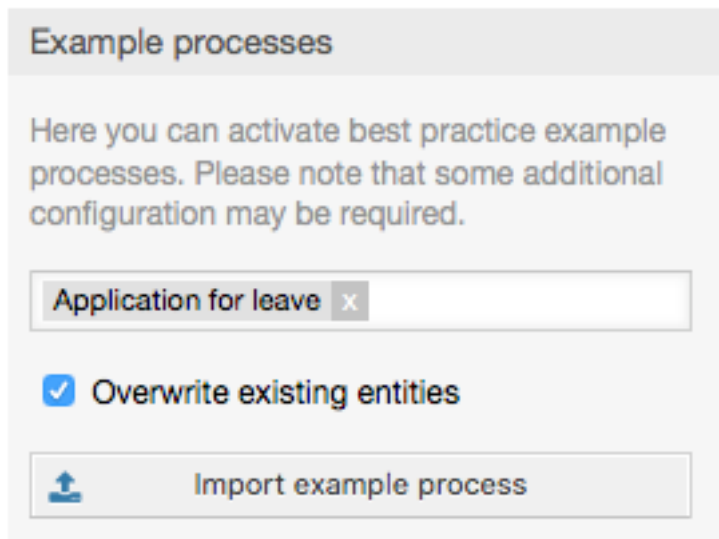 Example processes
Here you can activate best practice example
processes. Please note that some additional
configuration may be required.
Application for leave x
Overwrite existing entities
Import example process